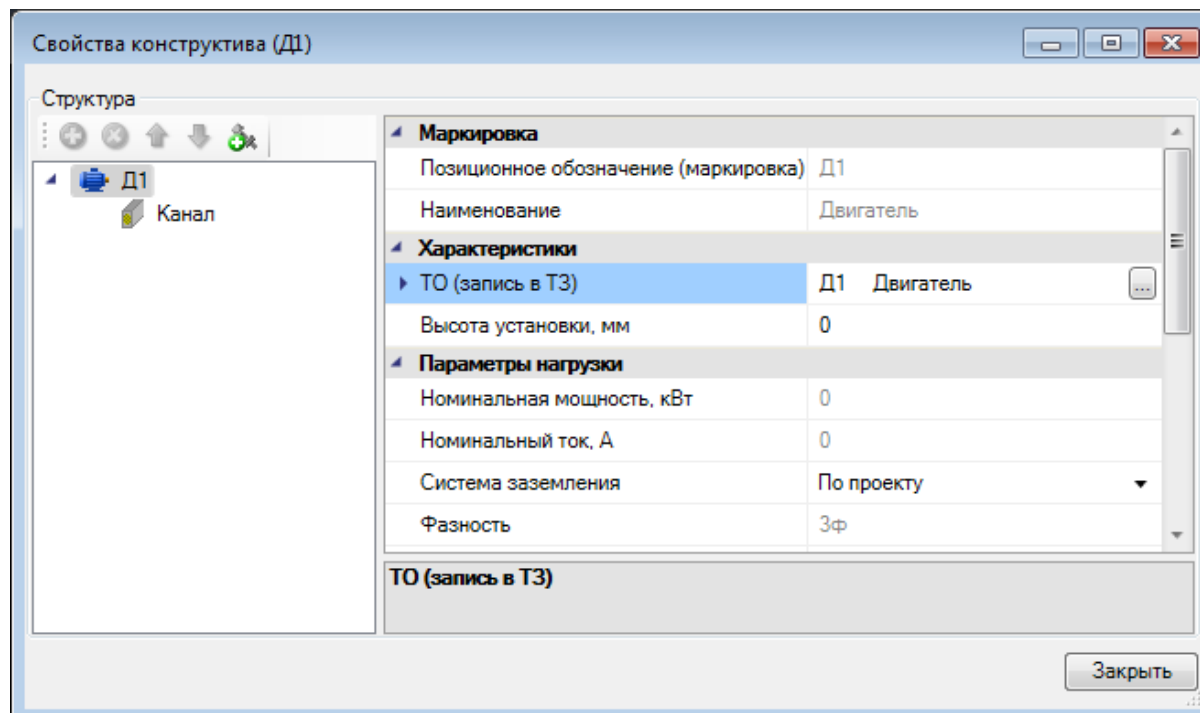 Свойства конструктива (Д1)
Структура
Д1
Канал
Маркировка
Позиционное обозначение (маркировка) Д1
Наименование Двигатель
Характеристики
ТО (запись в ТЗ) Д1 Двигатель ...
Высота установки, мм 0
Параметры нагрузки
Номинальная мощность, кВт 0
Номинальный ток, А 0
Система заземления По проекту
Фазность 3ф
ТО (запись в ТЗ)
Закрыть